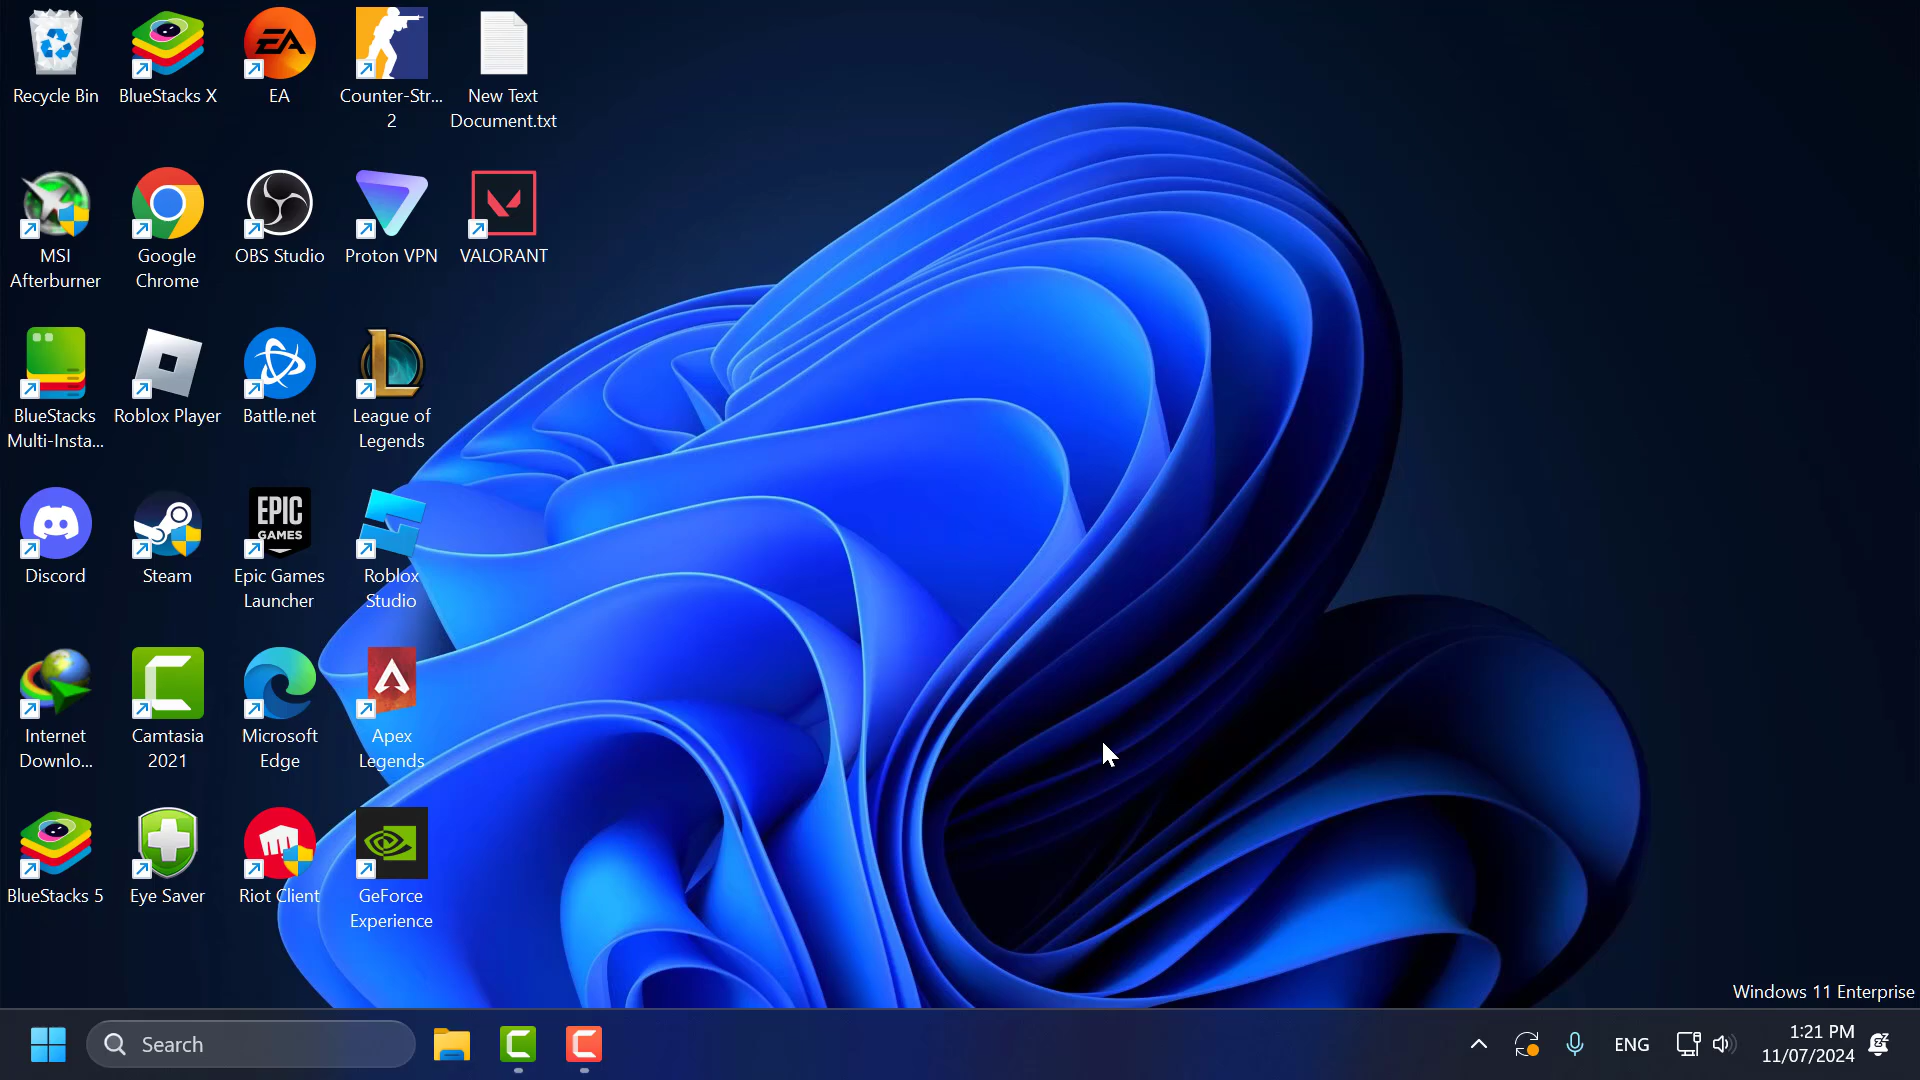 Recycle Bin
BlueStacks X
EA
EA
Counter-Str...
2
New Text
Document.txt
MSI
Afterburner
Google
Chrome
OBS Studio
Proton VPN
VALORANT
BlueStacks
Multi-Insta...
Roblox Player
Battle.net
League of
Legends
Discord
Steam
EPIC
GAMES
Epic Games
Launcher
Roblox
Studio
Internet
Downlo...
Camtasia
2021
Microsoft
Edge
Apex
Legends
BlueStacks 5
Eye Saver
Riot Client
GeForce
Experience
Windows 11 Enterprise
Search
ENG
1:21 PM
11/07/2024